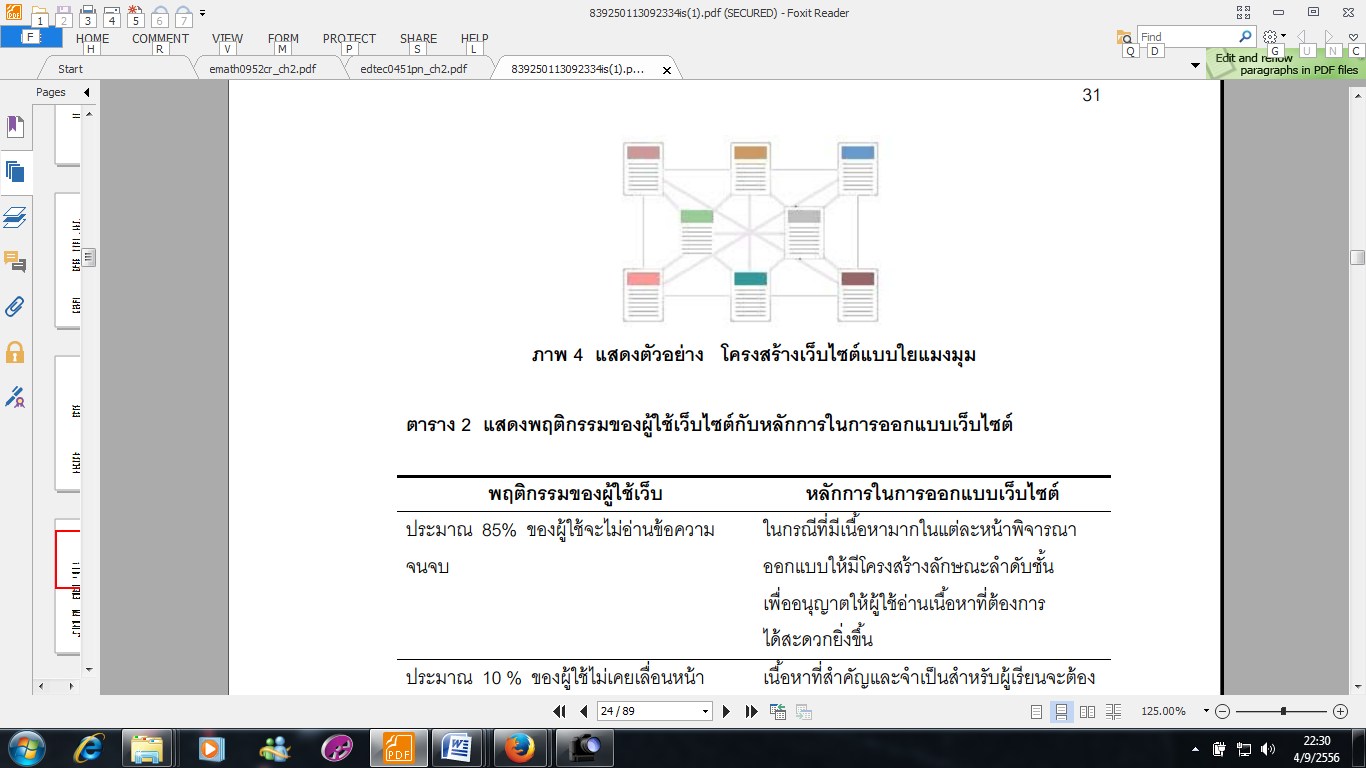 839250113092334is(1).pdf (SECURED) - Foxit Reader
1 2 3 4 5 6 7
F HOME COMMENT VIEW FORM PROTECT SHARE HELP Find
H R V M P S L Q D G U N C
Edit and reflow
paragraphs in PDF files
Start emath0952cr_ch2.pdf edtec0451pn_ch2.pdf 839250113092334is(1).p...
Pages
31
ภาพ 4 แสดงตัวอย่าง โครงสร้างเว็บไซต์แบบใยแมงมุม
ตาราง 2 แสดงพฤติกรรมของผู้ใช้เว็บไซต์กับหลักการในการออกแบบเว็บไซต์
พฤติกรรมของผู้ใช้เว็บ หลักการในการออกแบบเว็บไซต์
ประมาณ 85% ของผู้ใช้จะไม่อ่านข้อความ ในกรณีที่มีเนื้อหามากในแต่ละหน้าพิจารณา
จนจบ ออกแบบให้มีโครงสร้างลักษณะลำดับชั้น
เพื่ออนุญาตให้ผู้ใช้อ่านเนื้อหาที่ต้องการ
ได้สะดวกยิ่งขึ้น
ประมาณ 10 % ของผู้ใช้ไม่เคยเลื่อนหน้า เนื้อหาที่สำคัญและจำเป็นสำหรับผู้เรียนจะต้อง
24 / 89 125.00%
PDF
22:30
4/9/2556